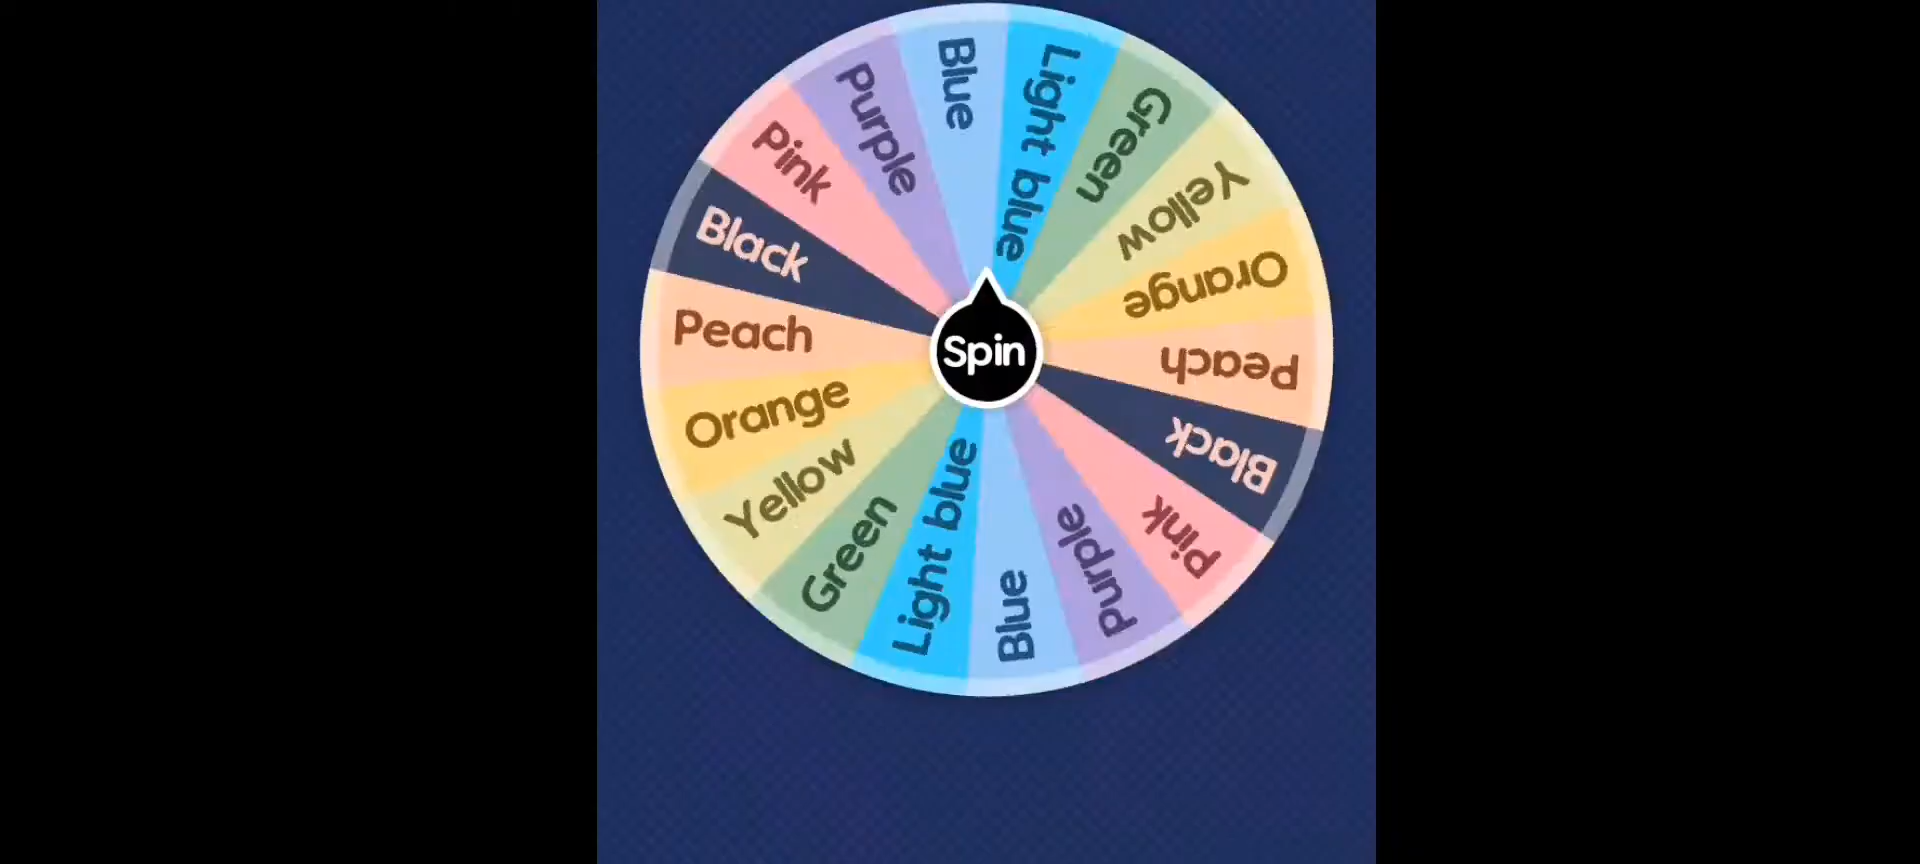 Blue
Light blue
Green
Yellow
Orange
Peach
Black
Pink
Purple
Blue
Light blue
Green
Yellow
Orange
Peach
Black
Pink
Purple
Spin